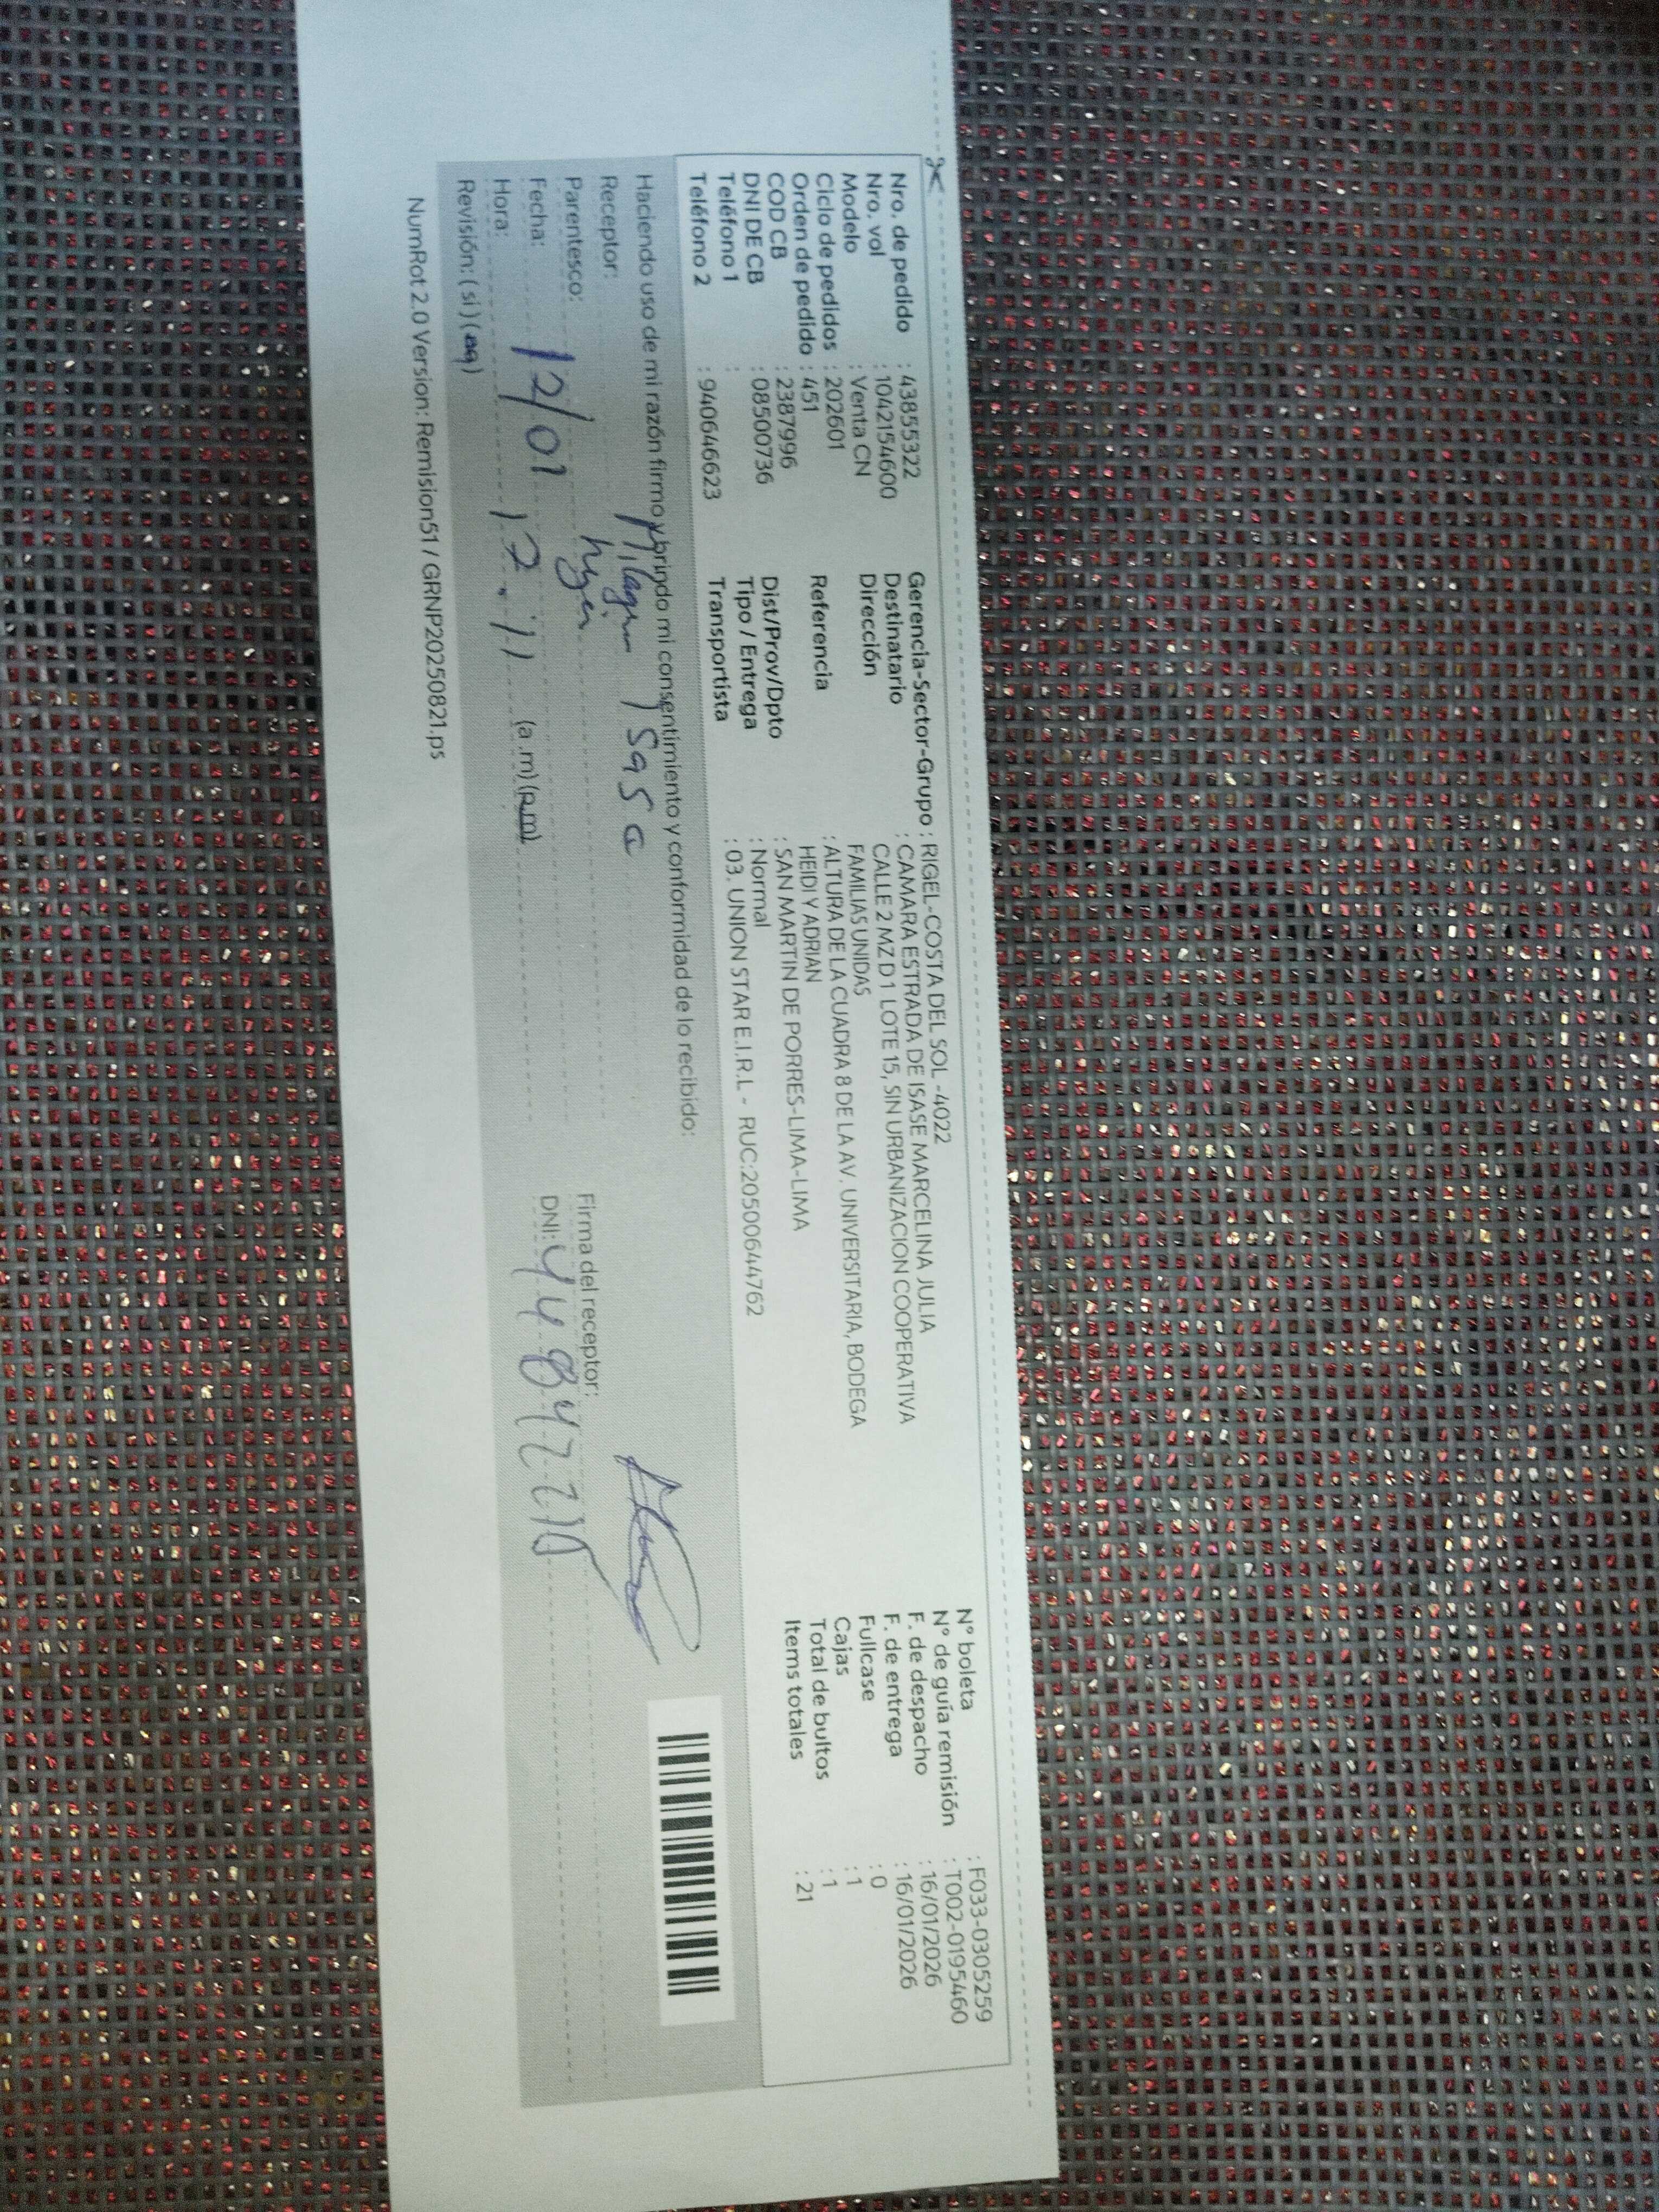 Nro. de pedido : 43855322
Nro. vol : 1042154600
Modelo : Venta CN
Ciclo de pedidos : 202601
Orden de pedido : 451
COD CB : 2387996
DNI DE CB : 08500736
Teléfono 1 :
Teléfono 2 : 940646623
Gerencia-Sector-Grupo : RIGEL-COSTA DEL SOL -4022
Destinatario : CAMARA ESTRADA DE ISASE MARCELINA JULIA
Dirección : CALLE 2 MZ D1 LOTE 15, SIN URBANIZACION COOPERATIVA
FAMILIAS UNIDAS
Referencia : ALTURA DE LA CUADRA 8 DE LA AV. UNIVERSITARIA, BODEGA
HEIDI Y ADRIAN
Dist/Prov/Dpto : SAN MARTIN DE PORRES-LIMA-LIMA
Tipo / Entrega : Normal
Transportista : 03. UNION STAR E.I.R.L - RUC:20500644762
N° boleta : F033-03052259
N° de guía remisión : T002-0195460
F. de despacho : 16/01/2026
F. de entrega : 16/01/2026
Fullcase : 0
Cajas : 1
Total de bultos : 1
Items totales : 21
Haciendo uso de mi razón firmo y brindo mi consentimiento y conformidad de lo recibido:
Receptor:
Parentesco:
Fecha:
Hora: (a.m) (p.m)
Revisión: ( si ) (no)
Firma del receptor:
DNI:
NumRot 2.0 Version: Remision51 / GRNP20250821.ps